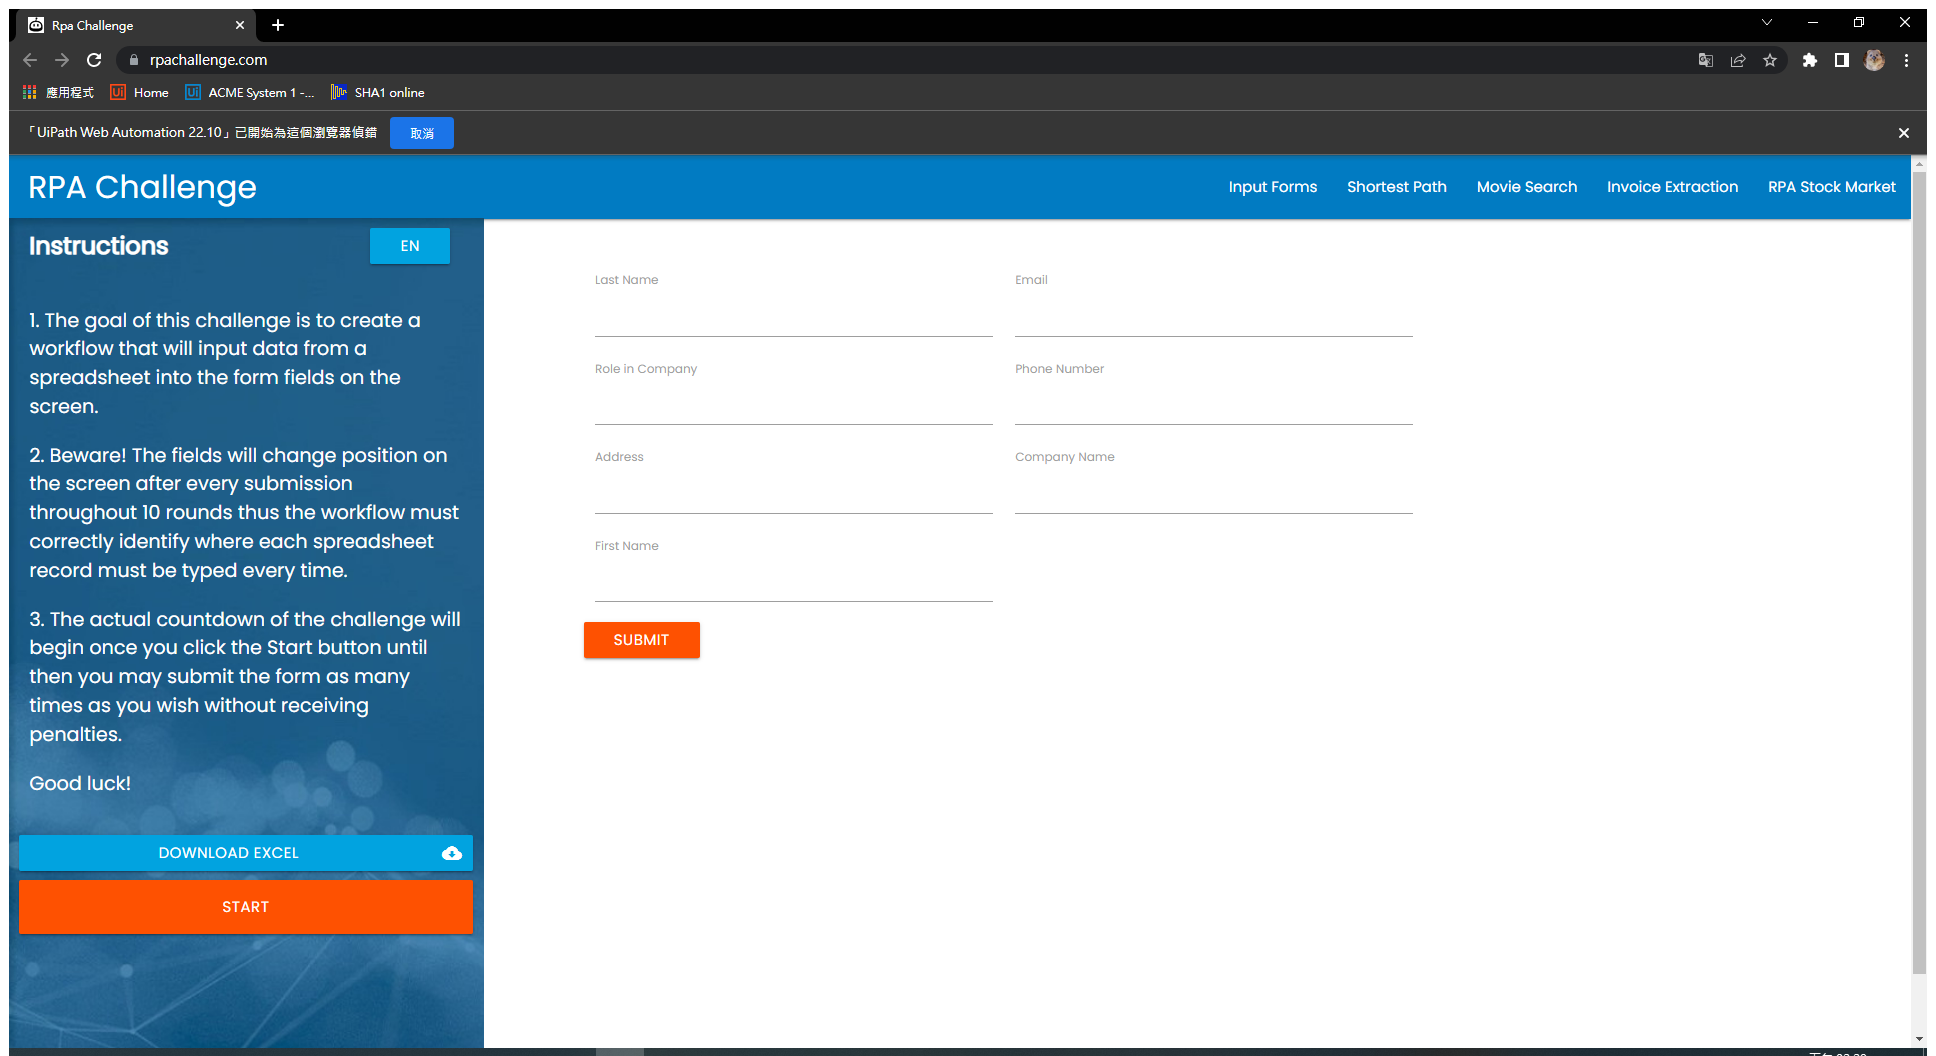 Rpa Challenge
rpachallenge.com
應用程式 Home ACME System 1 -... SHA1 online
「UiPath Web Automation 22.10」已開始為這個瀏覽器偵錯 取消
RPA Challenge Input Forms Shortest Path Movie Search Invoice Extraction RPA Stock Market
Instructions EN
1. The goal of this challenge is to create a
workflow that will input data from a
spreadsheet into the form fields on the
screen.
2. Beware! The fields will change position on
the screen after every submission
throughout 10 rounds thus the workflow must
correctly identify where each spreadsheet
record must be typed every time.
3. The actual countdown of the challenge will
begin once you click the Start button until
then you may submit the form as many
times as you wish without receiving
penalties.
Good luck!
DOWNLOAD EXCEL
START
Last Name Email
Role in Company Phone Number
Address Company Name
First Name
SUBMIT